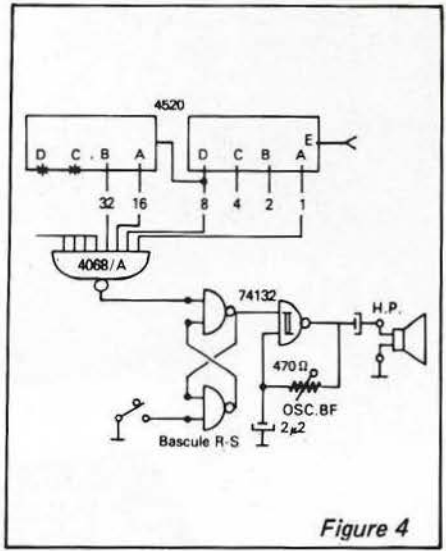 4520
D C B A
D C B A E
32 16
8 4 2 1
4068/A
74132
H.P.
470 Ω
OSC.BF
2µ2
Bascule R-S
Figure 4